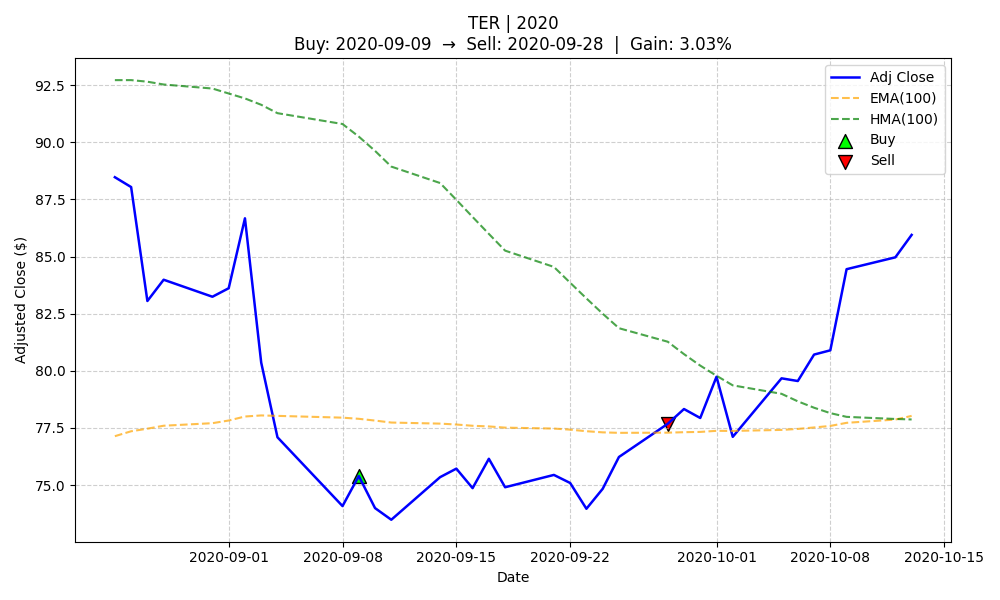 TER | 2020
Buy: 2020-09-09 → Sell: 2020-09-28 | Gain: 3.03%
Adj Close
EMA(100)
HMA(100)
Buy
Sell
Adjusted Close ($)
92.5
90.0
87.5
85.0
82.5
80.0
77.5
75.0
2020-09-01
2020-09-08
2020-09-15
2020-09-22
2020-10-01
2020-10-08
2020-10-15
Date